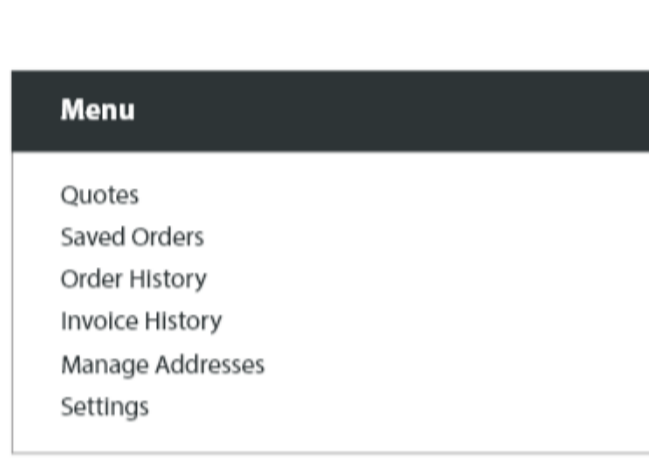 Menu
Quotes
Saved Orders
Order History
Invoice History
Manage Addresses
Settings